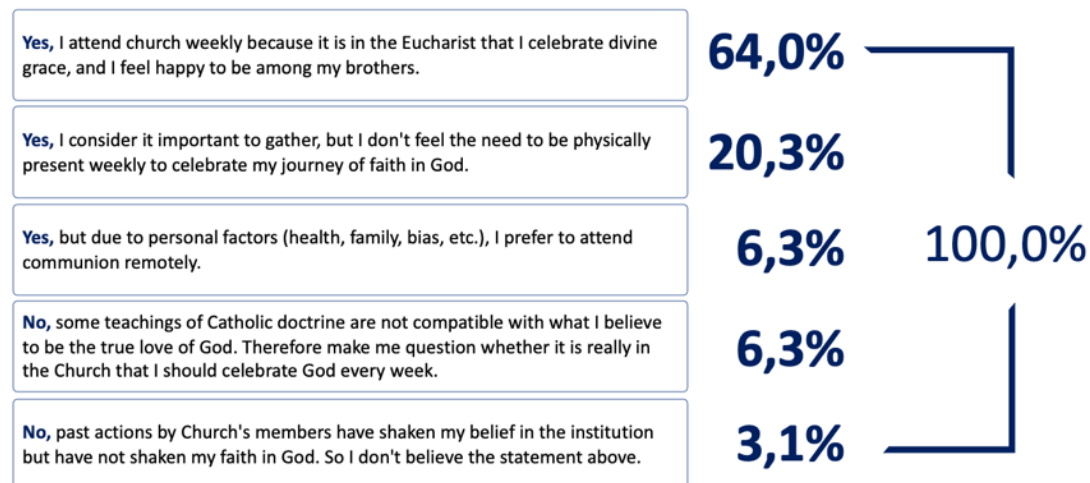 Yes, I attend church weekly because it is in the Eucharist that I celebrate divine
grace, and I feel happy to be among my brothers.
64,0%
Yes, I consider it important to gather, but I don't feel the need to be physically
present weekly to celebrate my journey of faith in God.
20,3%
Yes, but due to personal factors (health, family, bias, etc.), I prefer to attend
communion remotely.
6,3%
100,0%
No, some teachings of Catholic doctrine are not compatible with what I believe
to be the true love of God. Therefore make me question whether it is really in
the Church that I should celebrate God every week.
6,3%
No, past actions by Church's members have shaken my belief in the institution
but have not shaken my faith in God. So I don't believe the statement above.
3,1%